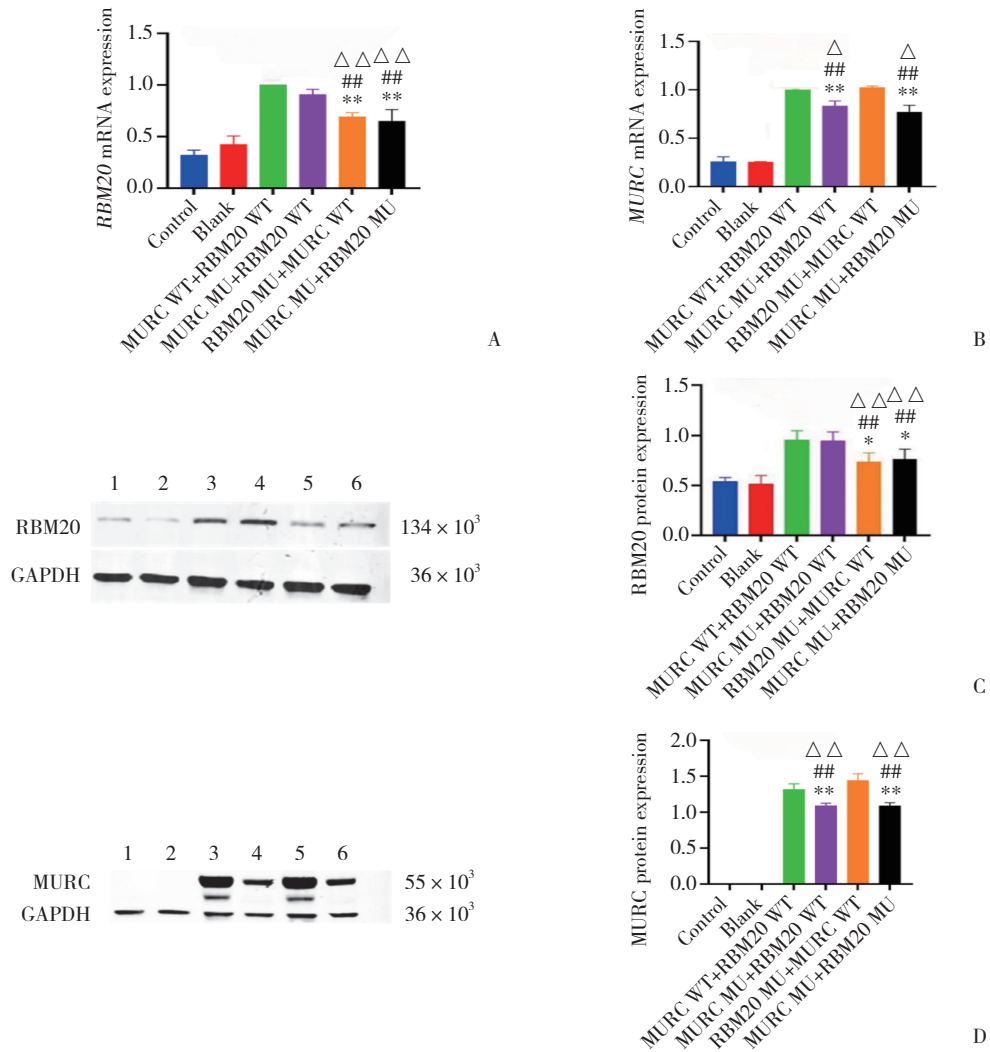 RBM20 mRNA expression
1.5
1.0
0.5
0.0
△△ △△
## ##
** **
Control
Blank
MURC WT+RBM20 WT
MURC MU+RBM20 WT
RBM20 MU+MURC WT
MURC MU+RBM20 MU
A
MURC mRNA expression
1.5
1.0
0.5
0.0
△ △
## ##
** **
Control
Blank
MURC WT+RBM20 WT
MURC MU+RBM20 WT
RBM20 MU+MURC WT
MURC MU+RBM20 MU
B
1 2 3 4 5 6
RBM20 134 × 10³
GAPDH 36 × 10³
RBM20 protein expression
1.5
1.0
0.5
0.0
△△ △△
## ##
* *
Control
Blank
MURC WT+RBM20 WT
MURC MU+RBM20 WT
RBM20 MU+MURC WT
MURC MU+RBM20 MU
C
1 2 3 4 5 6
MURC 55 × 10³
GAPDH 36 × 10³
MURC protein expression
2.0
1.5
1.0
0.5
0.0
△△ △△
## ##
** **
Control
Blank
MURC WT+RBM20 WT
MURC MU+RBM20 WT
RBM20 MU+MURC WT
MURC MU+RBM20 MU
D